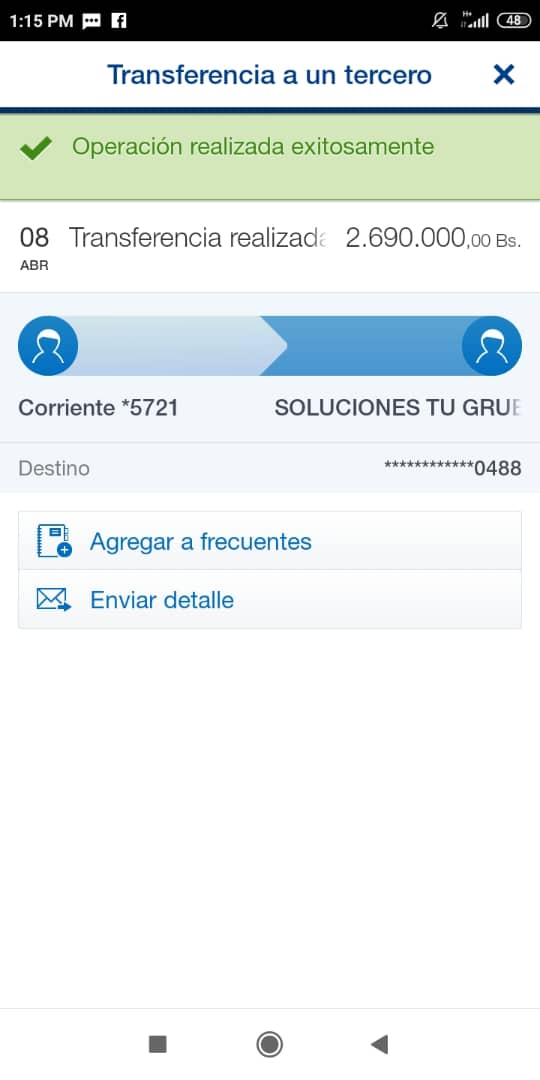 1:15 PM
H+
48
Transferencia a un tercero
Operación realizada exitosamente
08 Transferencia realizada 2.690.000,00 Bs.
ABR
Corriente *5721 SOLUCIONES TU GRUE
Destino ************0488
Agregar a frecuentes
Enviar detalle